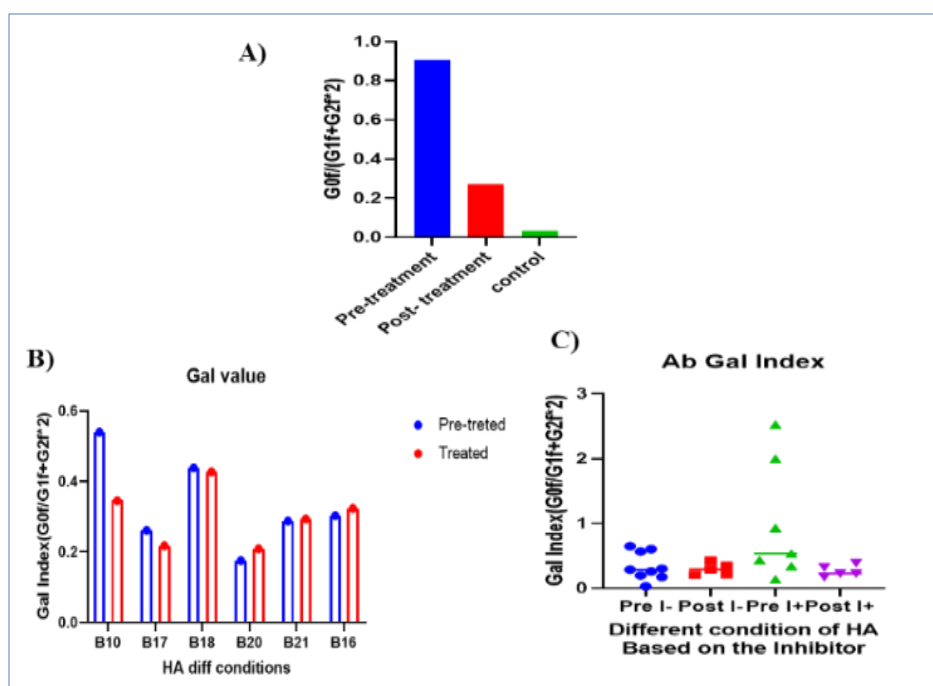 A)
G0f/(G1f+G2f*2)
1.0
0.8
0.6
0.4
0.2
0.0
Pre-treatment
Post- treatment
control
B)
Gal value
Gal Index(G0f/G1f+G2f*2)
0.6
0.4
0.2
0.0
B10 B17 B18 B20 B21 B16
HA diff conditions
Pre-treted
Treated
C)
Ab Gal Index
Gal Index(G0f/G1f+G2f*2)
3
2
1
0
Pre I- Post I- Pre I+ Post I+
Different condition of HA
Based on the Inhibitor